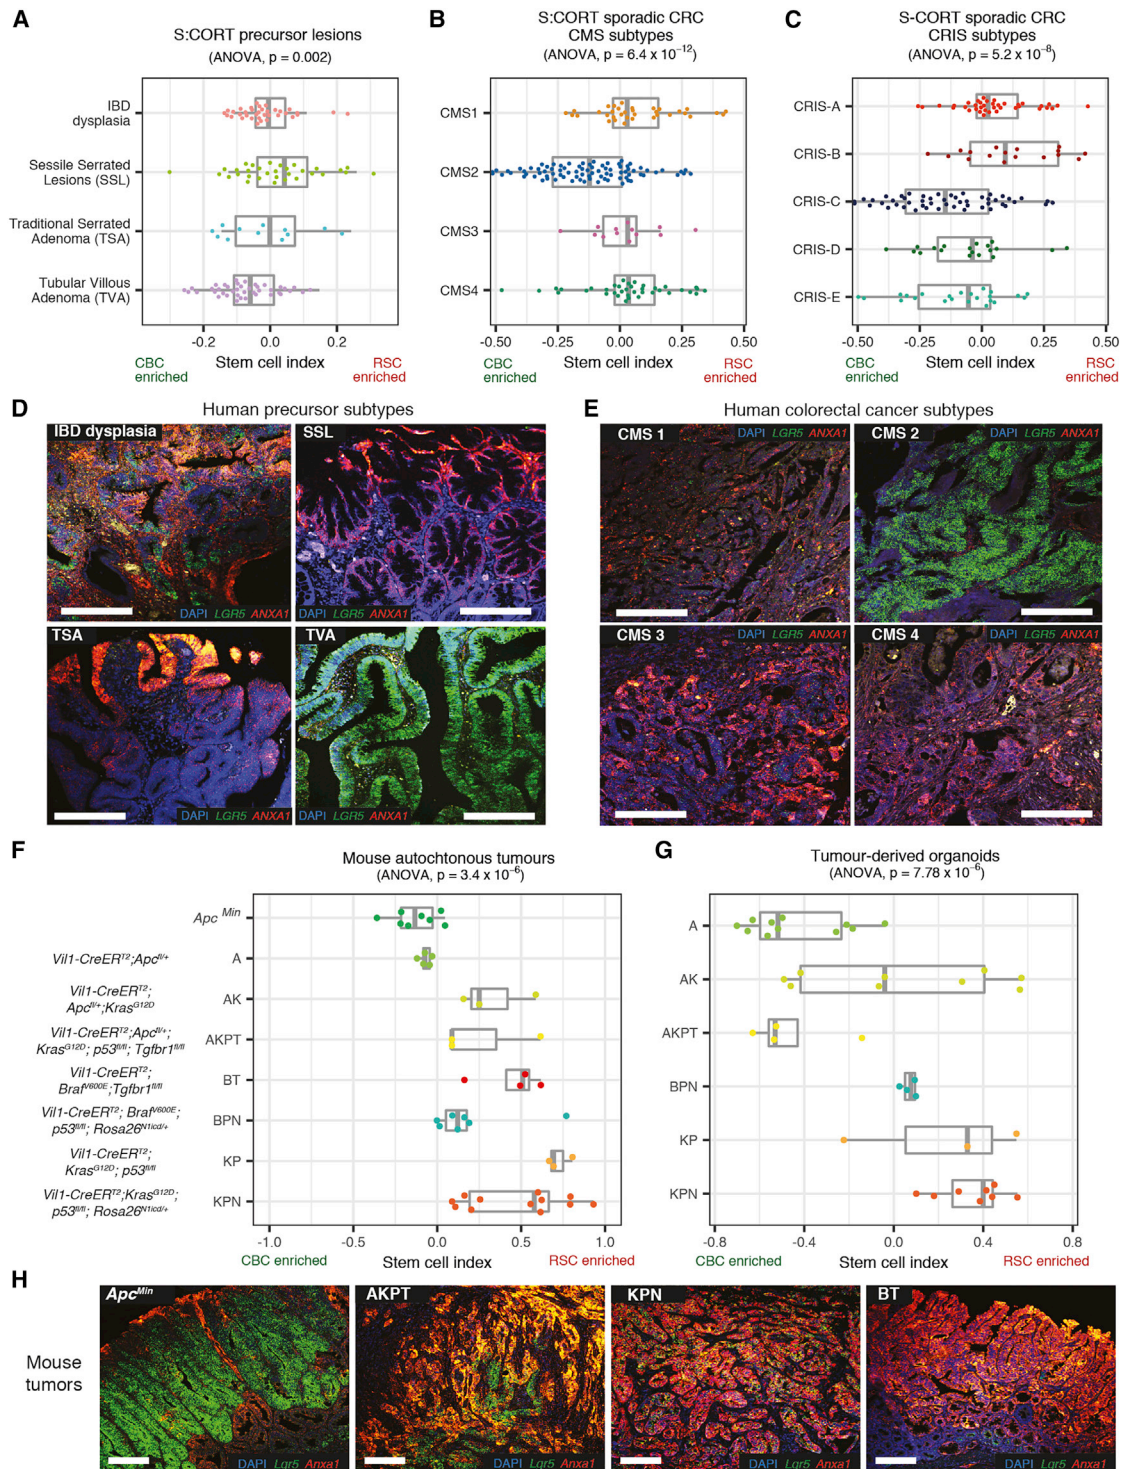 A
S:CORT precursor lesions
(ANOVA, p = 0.002)
IBD
dysplasia
Sessile Serrated
Lesions (SSL)
Traditional Serrated
Adenoma (TSA)
Tubular Villous
Adenoma (TVA)
-0.2
0.0
0.2
CBC
enriched
Stem cell index
RSC
enriched
B
S:CORT sporadic CRC
CMS subtypes
(ANOVA, p = 6.4 x 10⁻¹²)
CMS1
CMS2
CMS3
CMS4
-0.50
-0.25
0.00
0.25
0.50
CBC
enriched
Stem cell index
RSC
enriched
C
S-CORT sporadic CRC
CRIS subtypes
(ANOVA, p = 5.2 x 10⁻⁸)
CRIS-A
CRIS-B
CRIS-C
CRIS-D
CRIS-E
-0.50
-0.25
0.00
0.25
0.50
CBC
enriched
Stem cell index
RSC
enriched
D
Human precursor subtypes
IBD dysplasia
DAPI LGR5 ANXA1
SSL
DAPI LGR5 ANXA1
TSA
DAPI LGR5 ANXA1
TVA
DAPI LGR5 ANXA1
E
Human colorectal cancer subtypes
CMS 1
DAPI LGR5 ANXA1
CMS 2
DAPI LGR5 ANXA1
CMS 3
DAPI LGR5 ANXA1
CMS 4
DAPI LGR5 ANXA1
F
Mouse autochtonous tumours
(ANOVA, p = 3.4 x 10⁻⁶)
Apc Min
Vil1-CreERT2;Apcfl/+
A
Vil1-CreERT2;
Apcfl/+;KrasG12D
AK
Vil1-CreERT2;Apcfl/+;
KrasG12D; p53fl/fl; Tgfbr1fl/fl
AKPT
Vil1-CreERT2;
BrafV600E;Tgfbr1fl/fl
BT
Vil1-CreERT2; BrafV600E;
p53fl/fl; Rosa26N1icd/+
BPN
Vil1-CreERT2;
KrasG12D; p53fl/fl
KP
Vil1-CreERT2;KrasG12D;
p53fl/fl; Rosa26N1icd/+
KPN
-1.0
-0.5
0.0
0.5
1.0
CBC enriched
Stem cell index
RSC enriched
G
Tumour-derived organoids
(ANOVA, p = 7.78 x 10⁻⁶)
A
AK
AKPT
BPN
KP
KPN
-0.8
-0.4
0.0
0.4
0.8
CBC enriched
Stem cell index
RSC enriched
H
Mouse
tumors
ApcMin
DAPI Lgr5 Anxa1
AKPT
DAPI Lgr5 Anxa1
KPN
DAPI Lgr5 Anxa1
BT
DAPI Lgr5 Anxa1